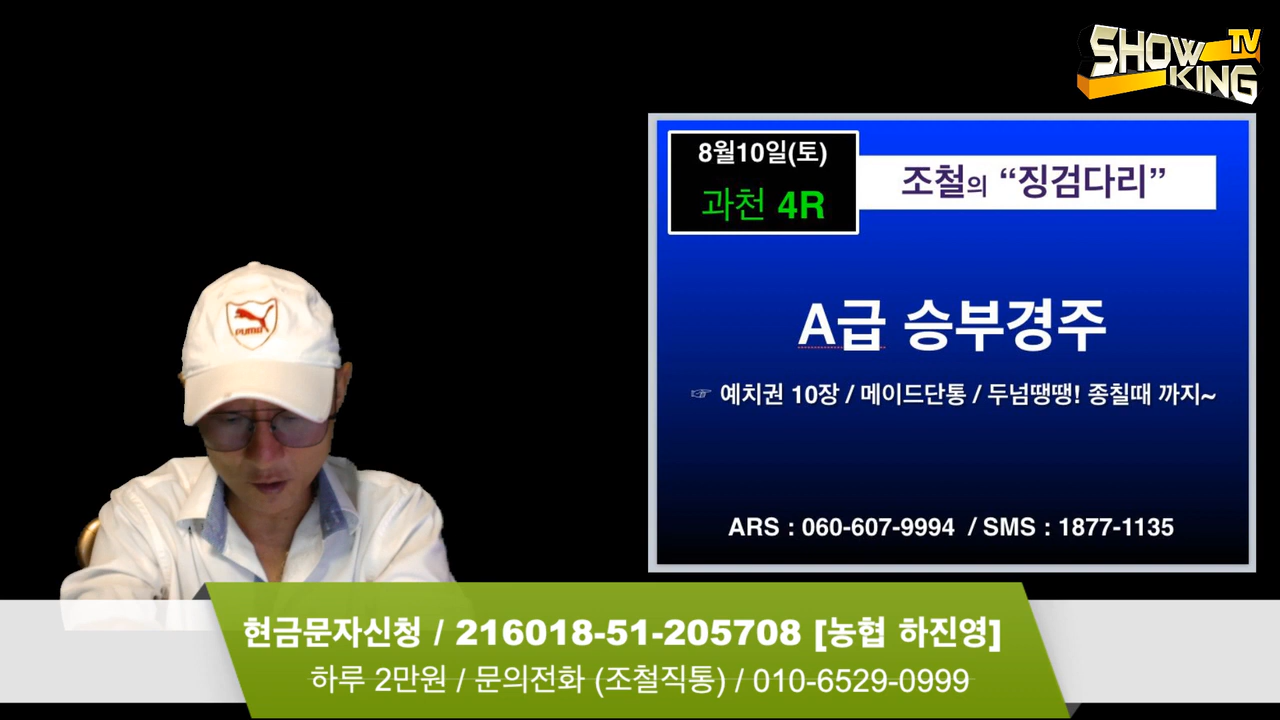 SHOW TV
KING
8월10일(토)
과천 4R
조철의 “징검다리”
A급 승부경주
☞ 예치권 10장 / 메이드단통 / 두넘땡땡! 종칠때 까지~
ARS : 060-607-9994 / SMS : 1877-1135
PUMA
현금문자신청 / 216018-51-205708 [농협 하진영]
하루 2만원 / 문의전화 (조철직통) / 010-6529-0999